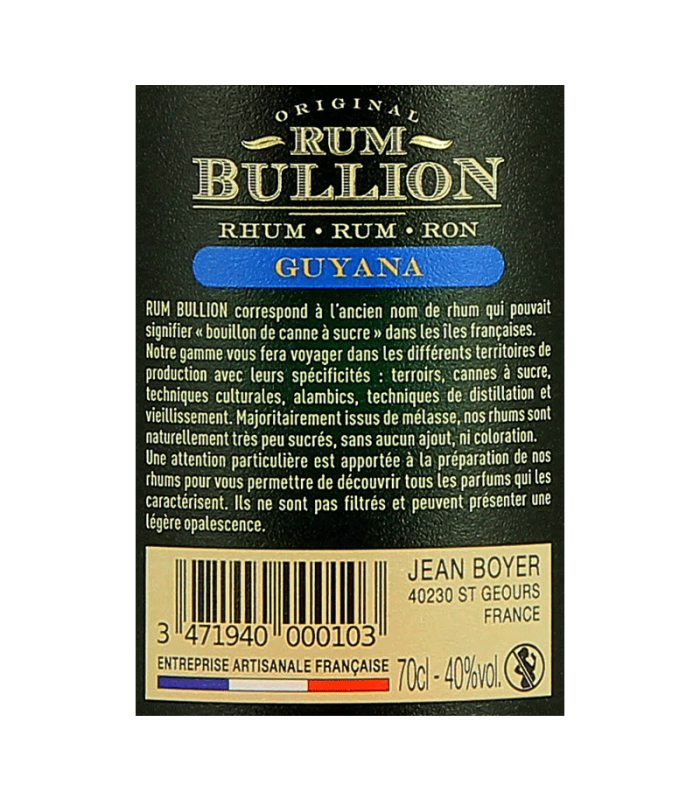 ORIGINAL
RUM
BULLION
RHUM • RUM • RON
GUYANA
RUM BULLION correspond à l'ancien nom de rhum qui pouvait
signifier « bouillon de canne à sucre » dans les îles françaises.
Notre gamme vous fera voyager dans les différents territoires de
production avec leurs spécificités : terroirs, cannes à sucre,
techniques culturales, alambics, techniques de distillation et
vieillissement. Majoritairement issus de mélasse, nos rhums sont
naturellement très peu sucrés, sans aucun ajout, ni coloration.
Une attention particulière est apportée à la préparation de nos
rhums pour vous permettre de découvrir tous les parfums qui les
caractérisent. Ils ne sont pas filtrés et peuvent présenter une
légère opalescence.
JEAN BOYER
40230 ST GEOURS
FRANCE
3 471940 000103
ENTREPRISE ARTISANALE FRANÇAISE
70cl - 40%vol.